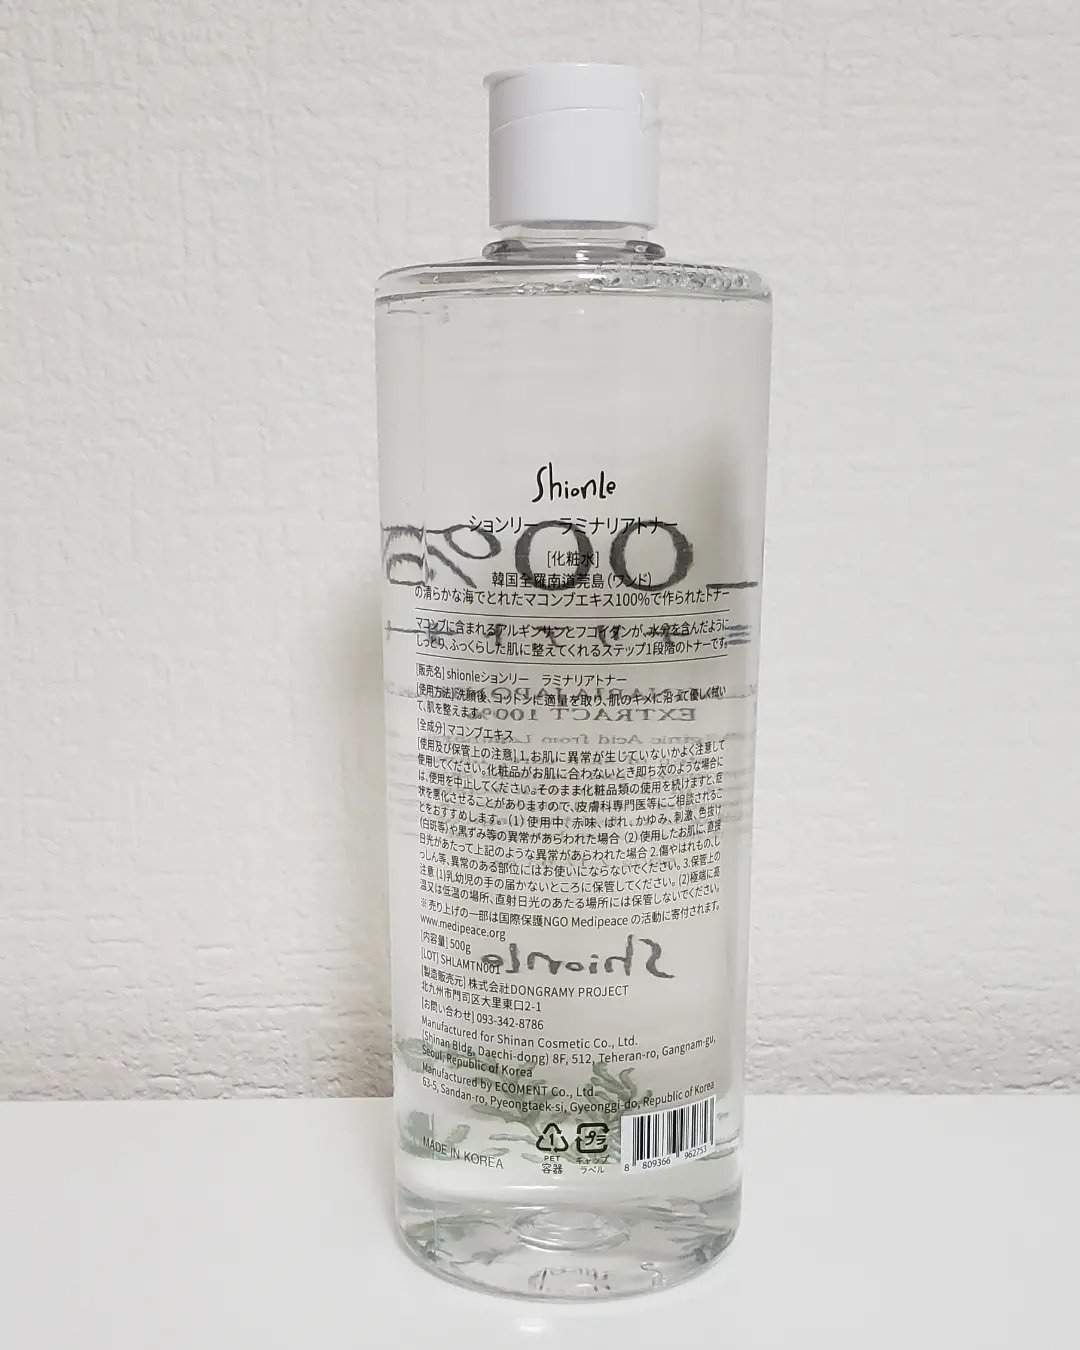 Shionle
ションリー　ラミナリアトナー
[化粧水]
韓国全羅南道莞島（ワンド）
の清らかな海でとれたマコンブエキス100%で作られたトナー
マコンブに含まれるアルギンサンとフコイダンが、水分を含んだように
しっとり、ふっくらした肌に整えてくれるステップ1段階のトナーです。
[販売名] shionleションリー　ラミナリアトナー
[使用方法] 洗顔後、コットンに適量を取り、肌のキメに沿って優しく拭い
て、肌を整えます。
[全成分] マコンブエキス
[使用及び保管上の注意] 1.お肌に異常が生じていないかよく注意して
使用してください。化粧品がお肌に合わないとき即ち次のような場合に
は、使用を中止してください。そのまま化粧品類の使用を続けますと、症
状を悪化させることがありますので、皮膚科専門医等にご相談されるこ
とをおすすめします。(1) 使用中、赤味、はれ、かゆみ、刺激、色抜け
(白斑等)や黒ずみ等の異常があらわれた場合 (2) 使用したお肌に、直接
日光があたって上記のような異常があらわれた場合 2.傷やはれもの、し
っしん等、異常のある部位にはお使いにならないでください。3.保管上の
注意 (1)乳幼児の手の届かないところに保管してください。(2)極端に高
温又は低温の場所、直射日光のあたる場所には保管しないでください。
※売り上げの一部は国際保護NGO Medipeace の活動に寄付されます。
www.medipeace.org
[内容量] 500g
[LOT] SHLAMTN001
[製造販売元] 株式会社DONGRAMY PROJECT
北九州市門司区大里東口2-1
[お問い合わせ] 093-342-8786
Manufactured for Shinan Cosmetic Co., Ltd.
(Shinan Bldg, Daechi-dong) 8F, 512, Teheran-ro, Gangnam-gu,
Seoul, Republic of Korea
Manufactured by ECOMENT Co., Ltd.
63-5, Sandan-ro, Pyeongtaek-si, Gyeonggi-do, Republic of Korea
MADE IN KOREA
1
PET
容器
プラ
キャップ
ラベル
8 809366 962753